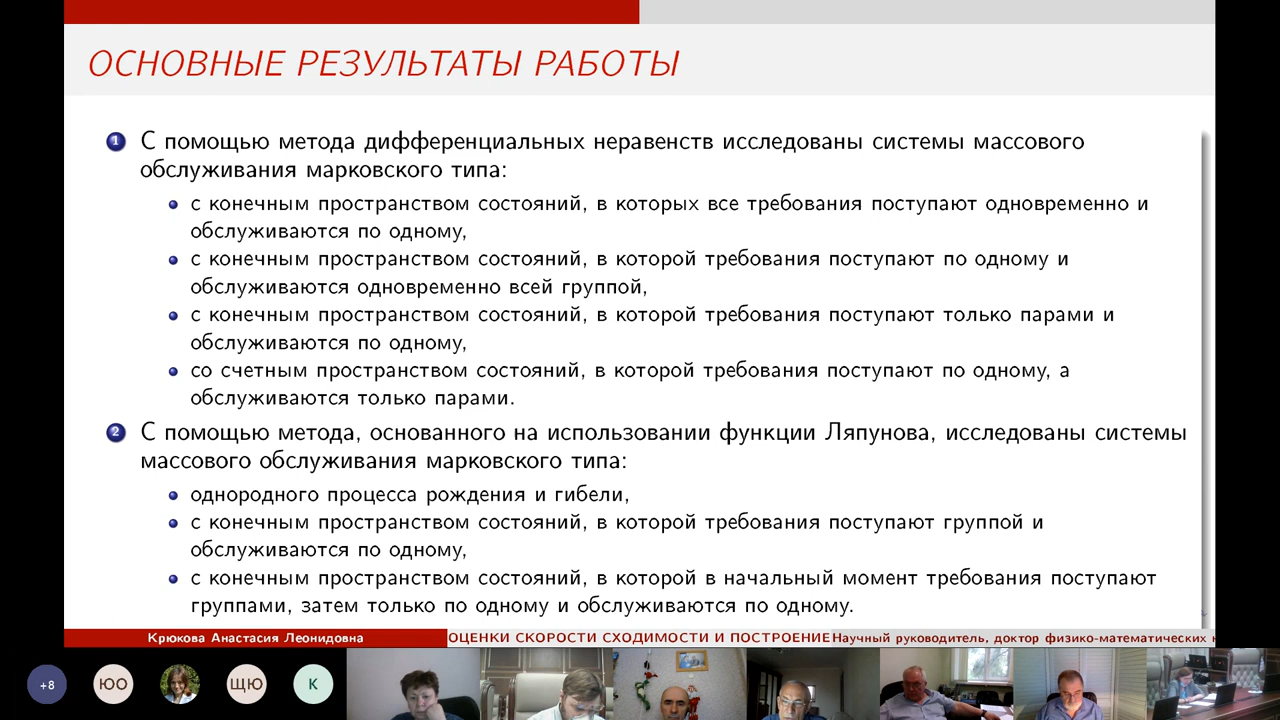 ОСНОВНЫЕ РЕЗУЛЬТАТЫ РАБОТЫ
1 С помощью метода дифференциальных неравенств исследованы системы массового
обслуживания марковского типа:
с конечным пространством состояний, в которых все требования поступают одновременно и
обслуживаются по одному,
с конечным пространством состояний, в которой требования поступают по одному и
обслуживаются одновременно всей группой,
с конечным пространством состояний, в которой требования поступают только парами и
обслуживаются по одному,
со счетным пространством состояний, в которой требования поступают по одному, а
обслуживаются только парами.
2 С помощью метода, основанного на использовании функции Ляпунова, исследованы системы
массового обслуживания марковского типа:
однородного процесса рождения и гибели,
с конечным пространством состояний, в которой требования поступают группой и
обслуживаются по одному,
с конечным пространством состояний, в которой в начальный момент требования поступают
группами, затем только по одному и обслуживаются по одному.
Крюкова Анастасия Леонидовна ОЦЕНКИ СКОРОСТИ СХОДИМОСТИ И ПОСТРОЕНИЕ Научный руководитель, доктор физико-математических
+8 ЮО ЩЮ К